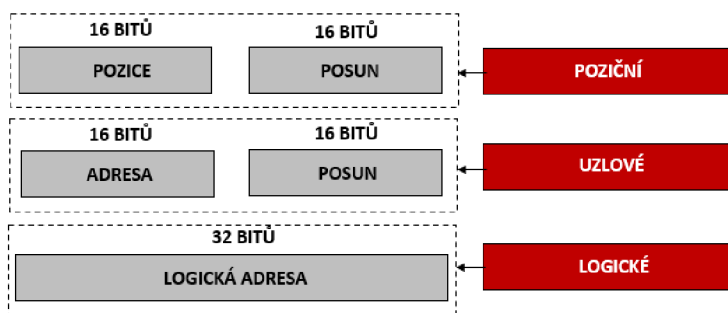 16 BITŮ 16 BITŮ
POZICE POSUN POZIČNÍ
16 BITŮ 16 BITŮ
ADRESA POSUN UZLOVÉ
32 BITŮ
LOGICKÁ ADRESA LOGICKÉ